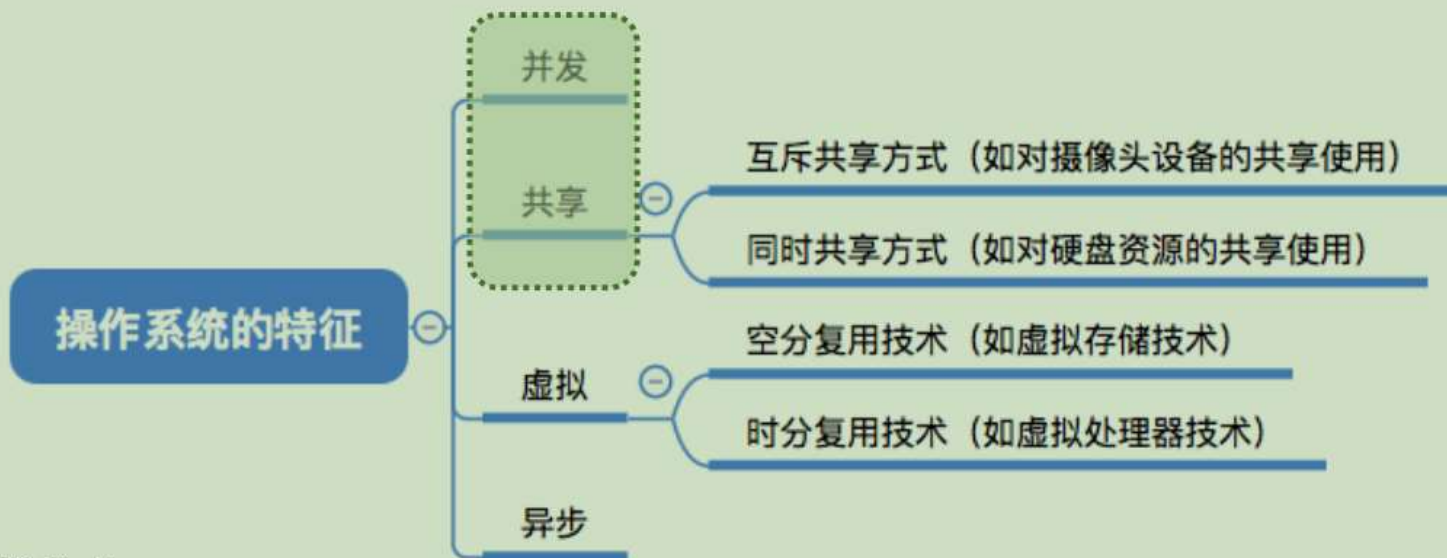 并发
互斥共享方式（如对摄像头设备的共享使用）
共享
同时共享方式（如对硬盘资源的共享使用）
操作系统的特征
空分复用技术（如虚拟存储技术）
虚拟
时分复用技术（如虚拟处理器技术）
异步